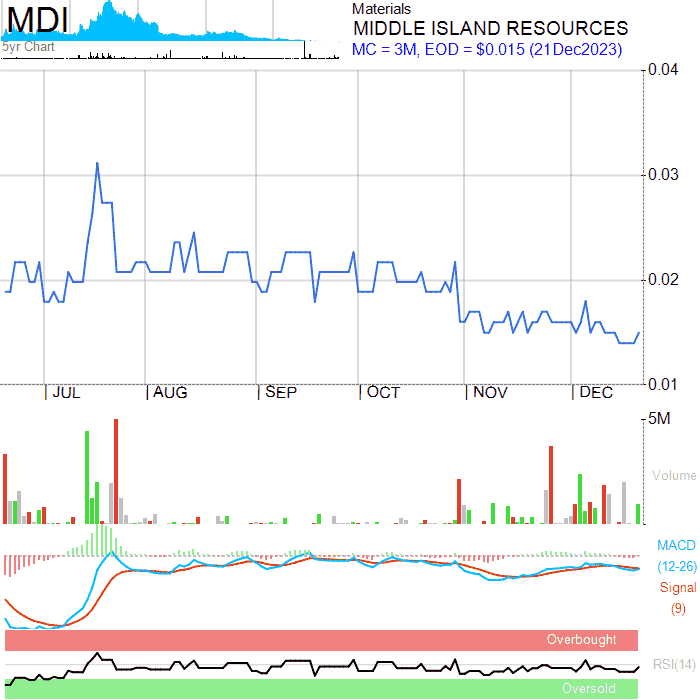 MDI
5yr Chart
Materials
MIDDLE ISLAND RESOURCES
MC = 3M, EOD = $0.015 (21Dec2023)
0.04
0.03
0.02
0.01
JUL AUG SEP OCT NOV DEC
5M
Volume
MACD
(12-26)
Signal
(9)
Overbought
RSI(14)
Oversold